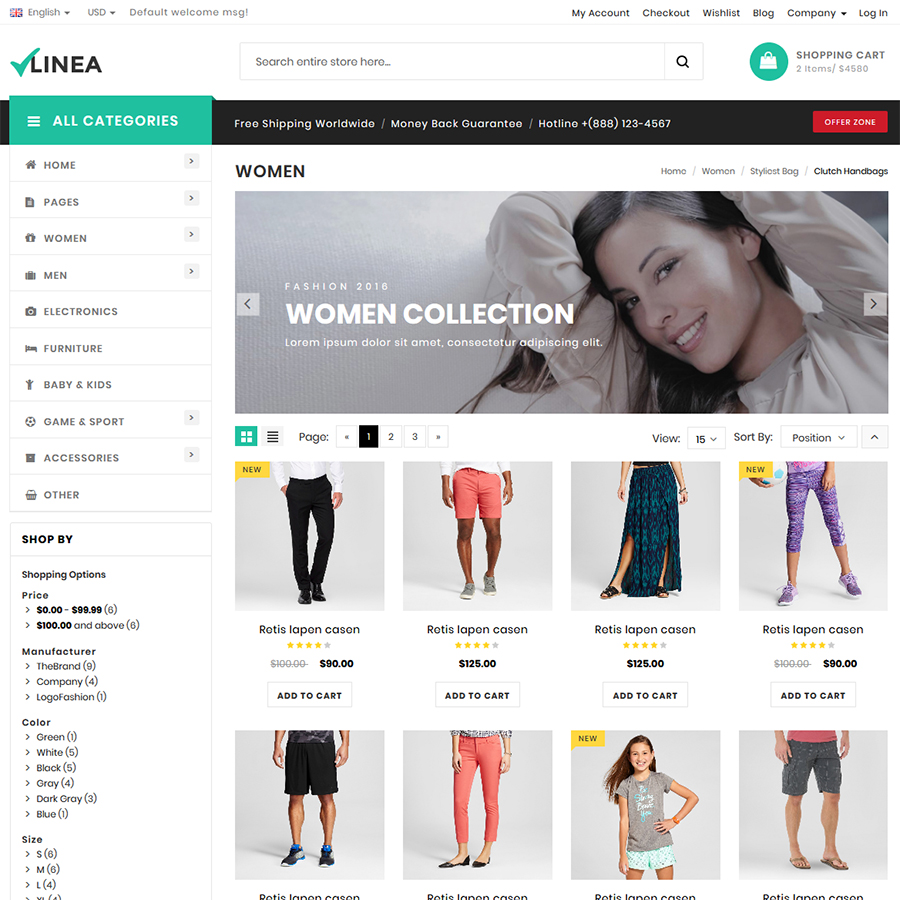 English USD Default welcome msg!
My Account Checkout Wishlist Blog Company Log In
LINEA
Search entire store here...
SHOPPING CART
2 Items/ $4580
ALL CATEGORIES
Free Shipping Worldwide / Money Back Guarantee / Hotline +(888) 123-4567
OFFER ZONE
HOME
PAGES
WOMEN
MEN
ELECTRONICS
FURNITURE
BABY & KIDS
GAME & SPORT
ACCESSORIES
OTHER
SHOP BY
Shopping Options
Price
$0.00 - $99.99 (6)
$100.00 and above (6)
Manufacturer
TheBrand (9)
Company (4)
LogoFashion (1)
Color
Green (1)
White (5)
Black (5)
Gray (4)
Dark Gray (3)
Blue (1)
Size
S (6)
M (6)
L (4)
XL (4)
WOMEN
Home / Women / Styliest Bag / Clutch Handbags
FASHION 2016
WOMEN COLLECTION
Lorem ipsum dolor sit amet, consectetur adipiscing elit.
Page: « 1 2 3 »
View: 15 Sort By: Position
NEW
NEW
Retis lapen casen Retis lapen casen Retis lapen casen Retis lapen casen
$100.00 $90.00 $125.00 $125.00 $100.00 $90.00
ADD TO CART ADD TO CART ADD TO CART ADD TO CART
NEW
Retis lapen casen Retis lapen casen Retis lapen casen Retis lapen casen